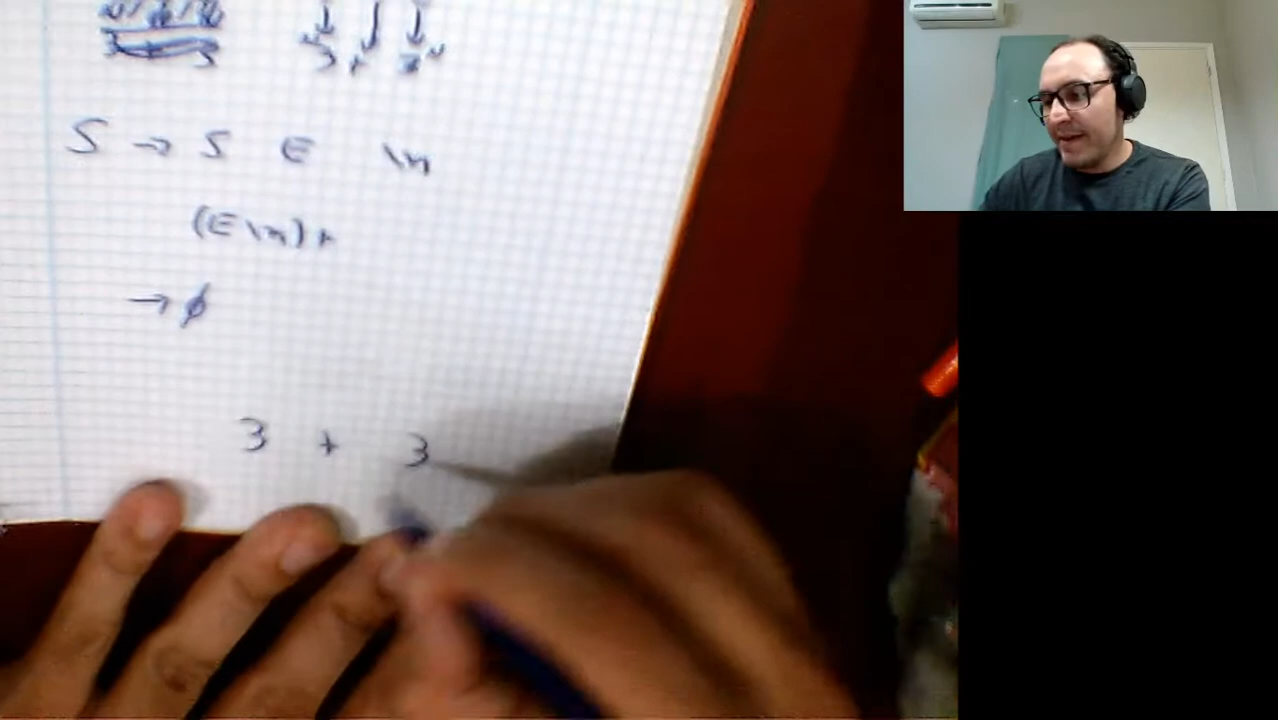 S → S E \n
(E\n)+
→ ϕ
3 + 3